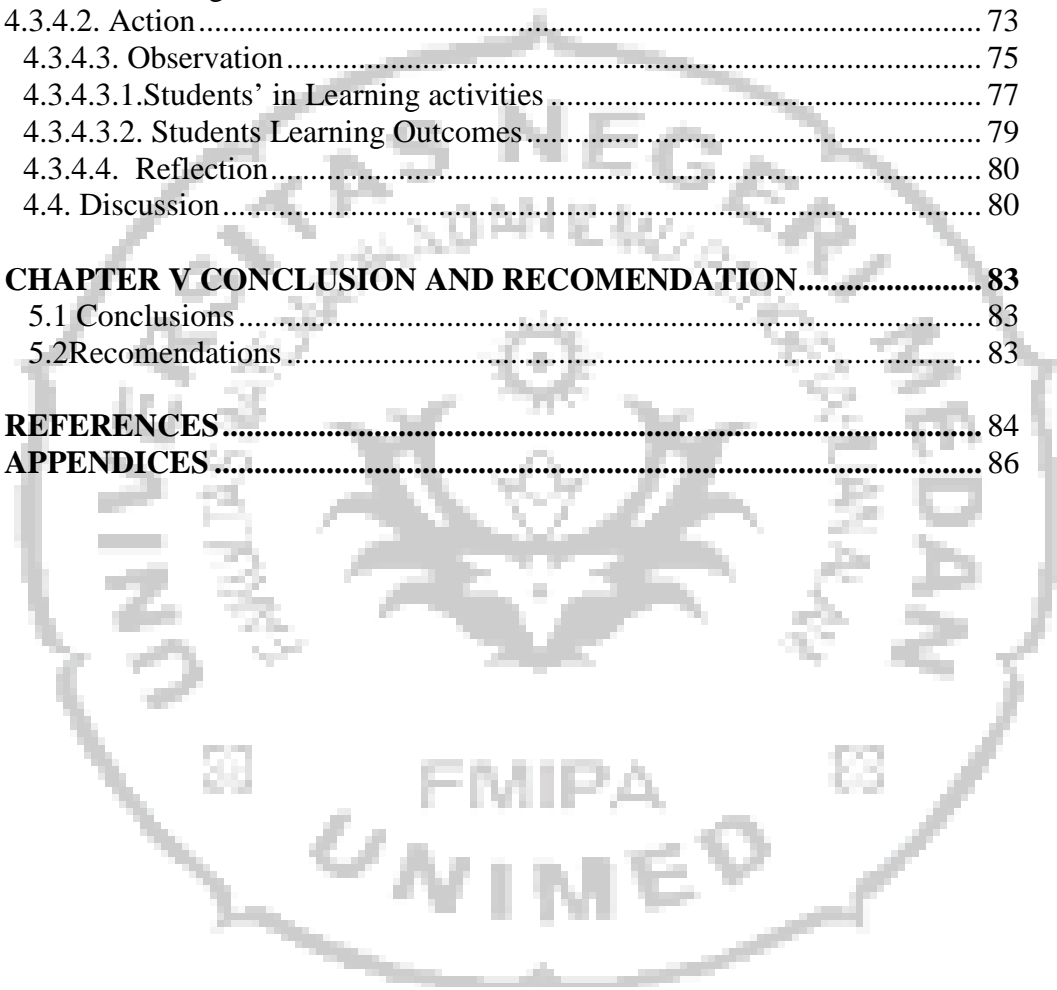 4.3.4.2. Action.................................................................................................. 73
4.3.4.3. Observation....................................................................................... 75
4.3.4.3.1.Students’ in Learning activities ...................................................... 77
4.3.4.3.2. Students Learning Outcomes ......................................................... 79
4.3.4.4.  Reflection......................................................................................... 80
4.4. Discussion................................................................................................ 80
CHAPTER V CONCLUSION AND RECOMENDATION....................... 83
5.1 Conclusions .............................................................................................. 83
5.2Recomendations ........................................................................................ 83
REFERENCES ............................................................................................... 84
APPENDICES ................................................................................................ 86
UNIVERSITAS NEGERI MEDAN
FMIPA
UNIMED